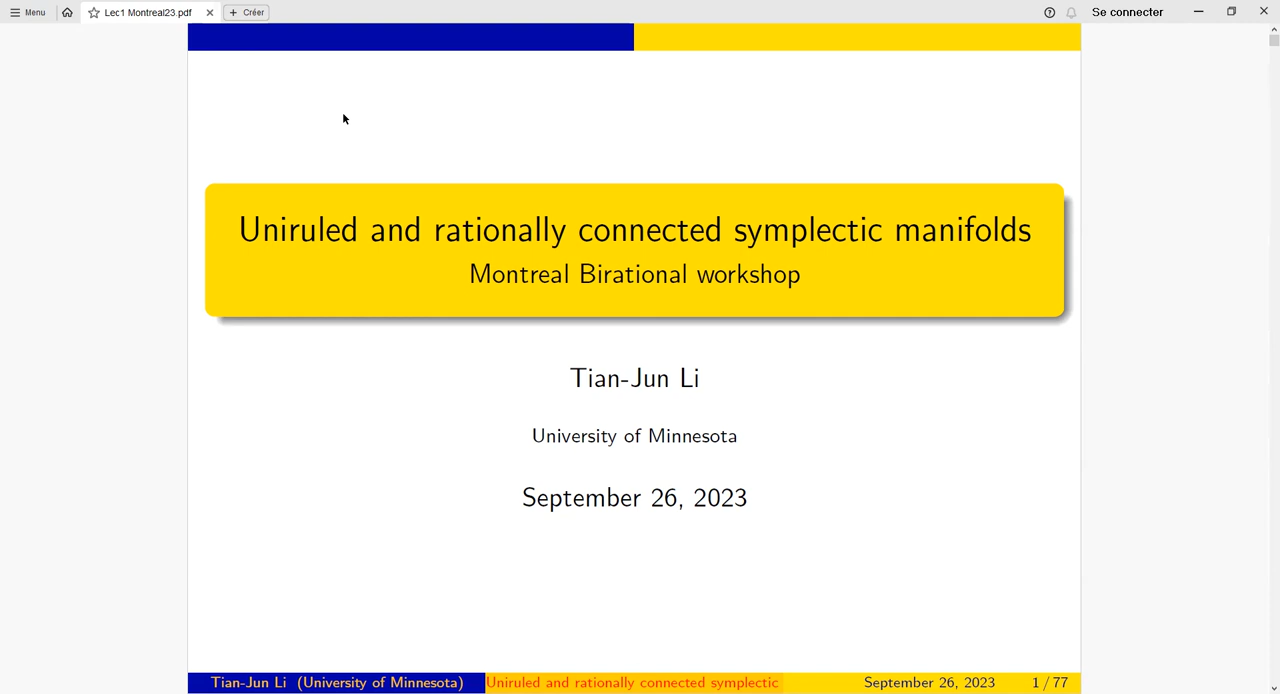 Menu
Lec1 Montreal23.pdf
+ Créer
Se connecter
Uniruled and rationally connected symplectic manifolds
Montreal Birational workshop
Tian-Jun Li
University of Minnesota
September 26, 2023
Tian-Jun Li (University of Minnesota) Uniruled and rationally connected symplectic September 26, 2023 1 / 77